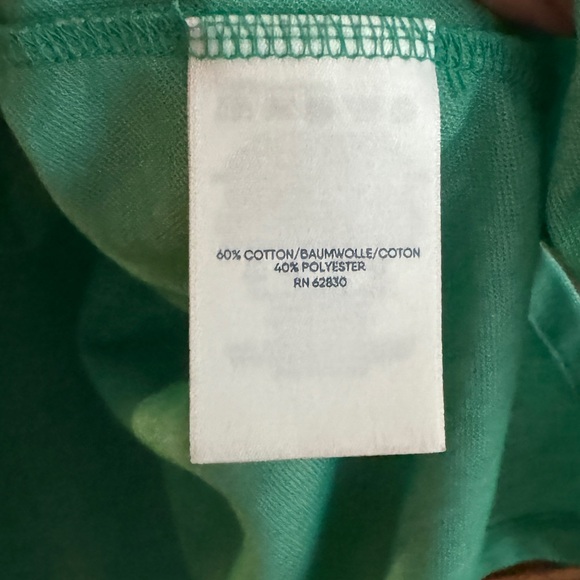 60% COTTON/BAUMWOLLE/COTON
40% POLYESTER
RN 62830